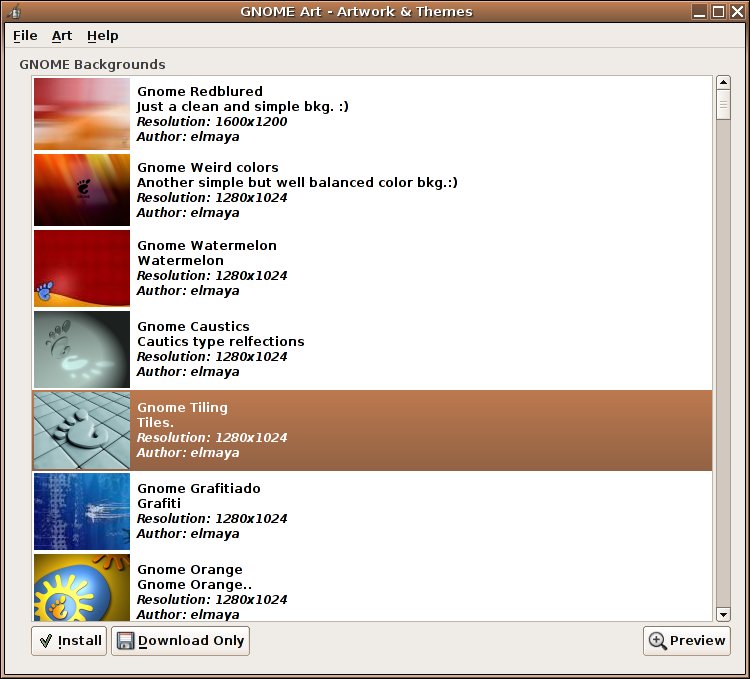 GNOME Art - Artwork & Themes
File Art Help
GNOME Backgrounds
Gnome Redblured
Just a clean and simple bkg. :)
Resolution: 1600x1200
Author: elmaya
Gnome Weird colors
Another simple but well balanced color bkg.:)
Resolution: 1280x1024
Author: elmaya
Gnome Watermelon
Watermelon
Resolution: 1280x1024
Author: elmaya
Gnome Caustics
Cautics type relfections
Resolution: 1280x1024
Author: elmaya
Gnome Tiling
Tiles.
Resolution: 1280x1024
Author: elmaya
Gnome Grafitiado
Grafiti
Resolution: 1280x1024
Author: elmaya
Gnome Orange
Gnome Orange..
Resolution: 1280x1024
Author: elmaya
Install Download Only Preview